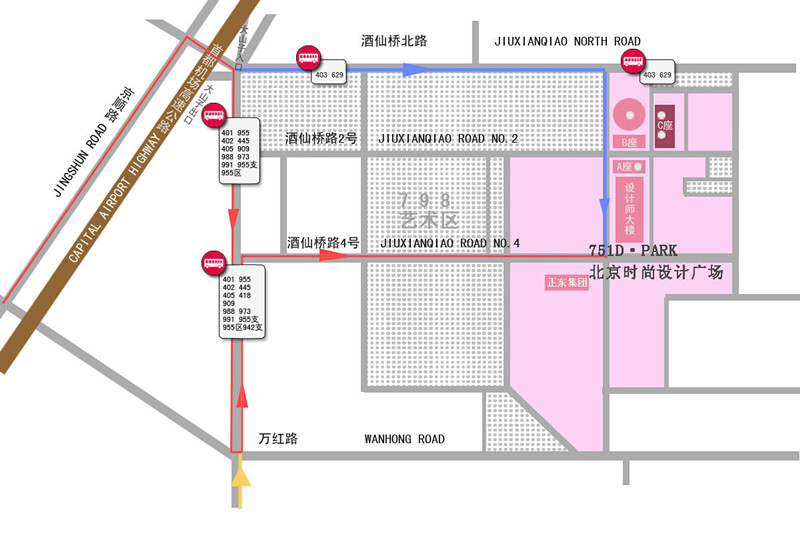 酒仙桥北路
JIUXIANQIAO NORTH ROAD
大山子入口
403 629
403 629
首都机场高速公路
CAPITAL AIRPORT HIGHWAY
京顺路
JINGSHUN ROAD
大山子出口
401 955
402 445
405 909
988 973
991 955支
955区
酒仙桥路2号
JIUXIANQIAO ROAD NO.2
B座
C座
A座
设计师大楼
798
艺术区
酒仙桥路4号
JIUXIANQIAO ROAD NO.4
751D·PARK
北京时尚设计广场
正东集团
401 955
402 445
405 418
909
988 973
991 955支
955区942支
万红路
WANHONG ROAD